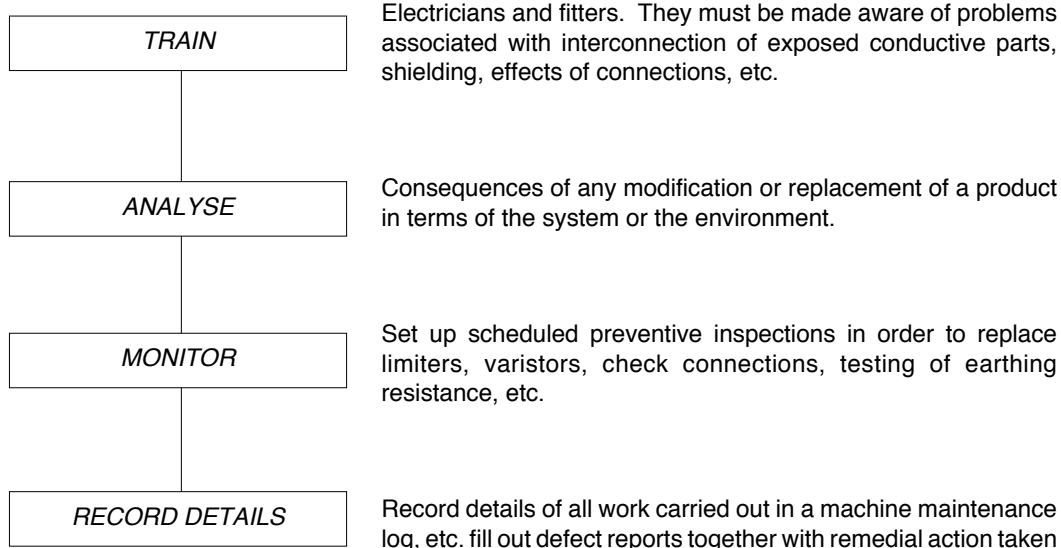 TRAIN
Electricians and fitters. They must be made aware of problems
associated with interconnection of exposed conductive parts,
shielding, effects of connections, etc.
ANALYSE
Consequences of any modification or replacement of a product
in terms of the system or the environment.
MONITOR
Set up scheduled preventive inspections in order to replace
limiters, varistors, check connections, testing of earthing
resistance, etc.
RECORD DETAILS
Record details of all work carried out in a machine maintenance
log, etc. fill out defect reports together with remedial action taken